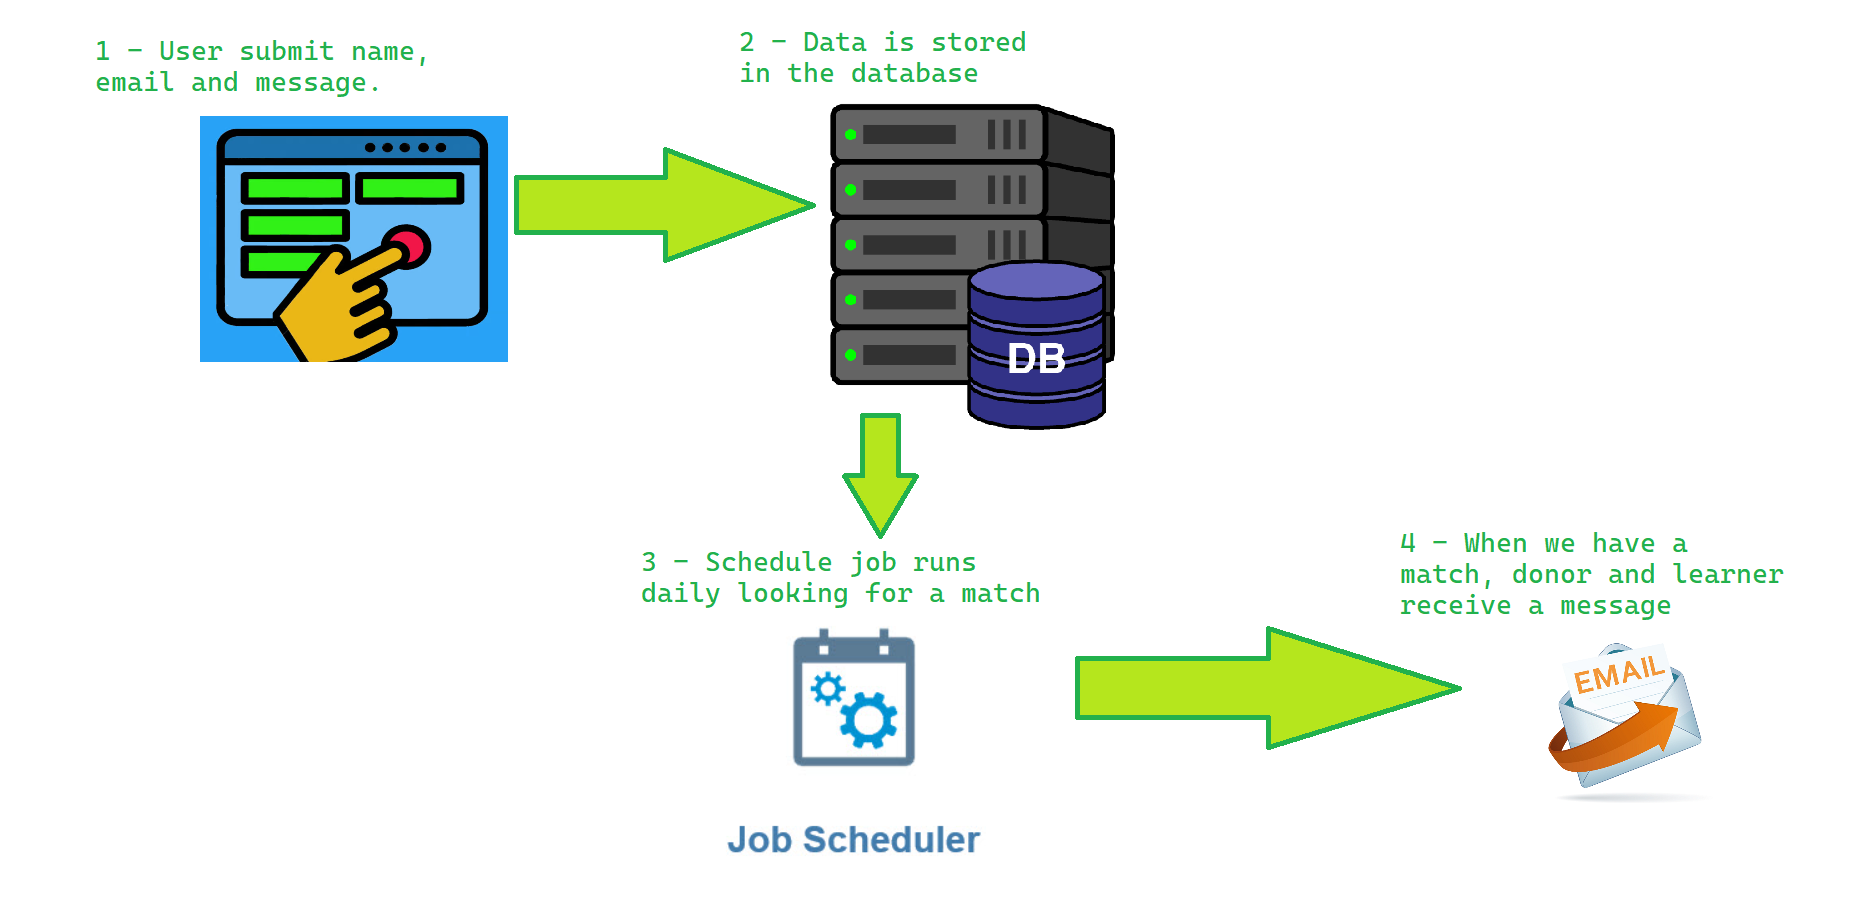 1 - User submit name,
email and message.
2 - Data is stored
in the database
DB
3 - Schedule job runs
daily looking for a match
Job Scheduler
4 - When we have a
match, donor and learner
receive a message
EMAIL